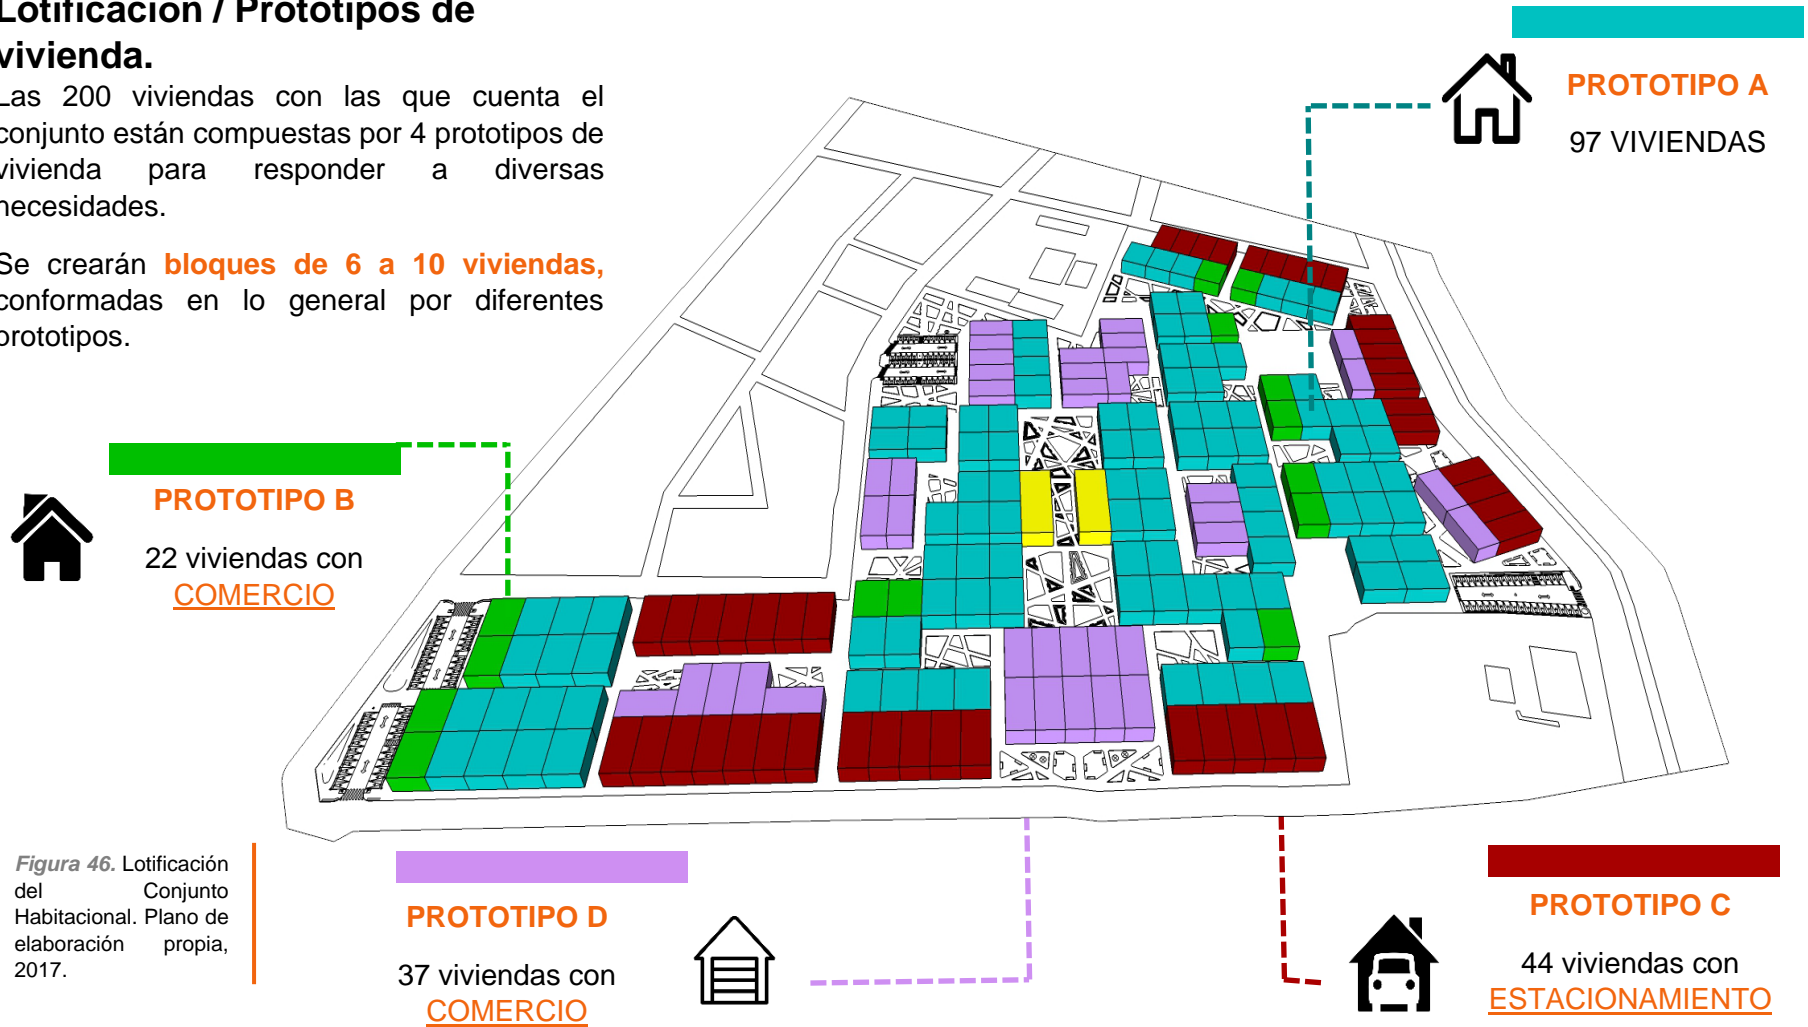 Lotificación / Prototipos de
vivienda.
Las 200 viviendas con las que cuenta el
conjunto están compuestas por 4 prototipos de
vivienda para responder a diversas
necesidades.
Se crearán bloques de 6 a 10 viviendas,
conformadas en lo general por diferentes
prototipos.
PROTOTIPO A
97 VIVIENDAS
PROTOTIPO B
22 viviendas con
COMERCIO
Figura 46. Lotificación
del Conjunto
Habitacional. Plano de
elaboración propia,
2017.
PROTOTIPO D
37 viviendas con
COMERCIO
PROTOTIPO C
44 viviendas con
ESTACIONAMIENTO